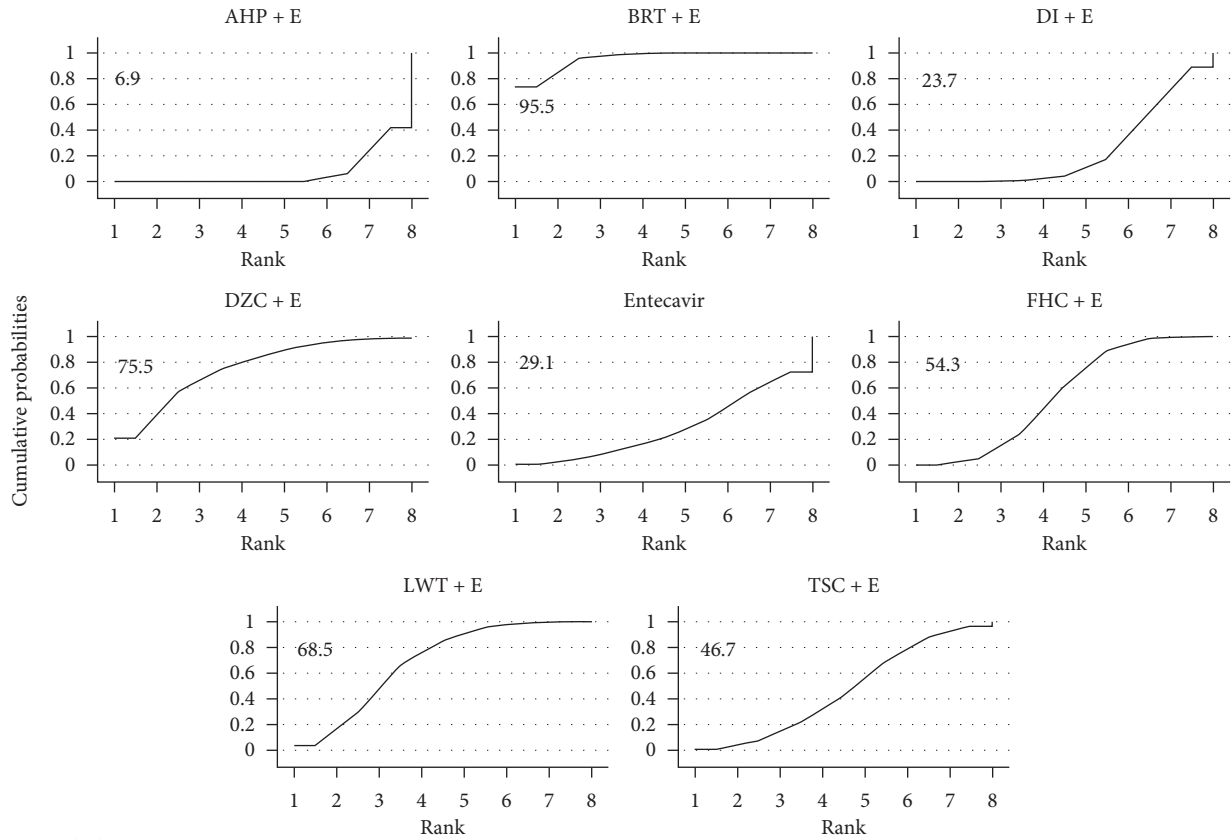 AHP + E
BRT + E
DI + E
1
0.8
0.6
0.4
0.2
0
6.9
1 2 3 4 5 6 7 8
Rank
1
0.8
0.6
0.4
0.2
0
95.5
1 2 3 4 5 6 7 8
Rank
1
0.8
0.6
0.4
0.2
0
23.7
1 2 3 4 5 6 7 8
Rank
Cumulative probabilities
DZC + E
Entecavir
FHC + E
1
0.8
0.6
0.4
0.2
0
75.5
1 2 3 4 5 6 7 8
Rank
1
0.8
0.6
0.4
0.2
0
29.1
1 2 3 4 5 6 7 8
Rank
1
0.8
0.6
0.4
0.2
0
54.3
1 2 3 4 5 6 7 8
Rank
LWT + E
TSC + E
1
0.8
0.6
0.4
0.2
0
68.5
1 2 3 4 5 6 7 8
Rank
1
0.8
0.6
0.4
0.2
0
46.7
1 2 3 4 5 6 7 8
Rank